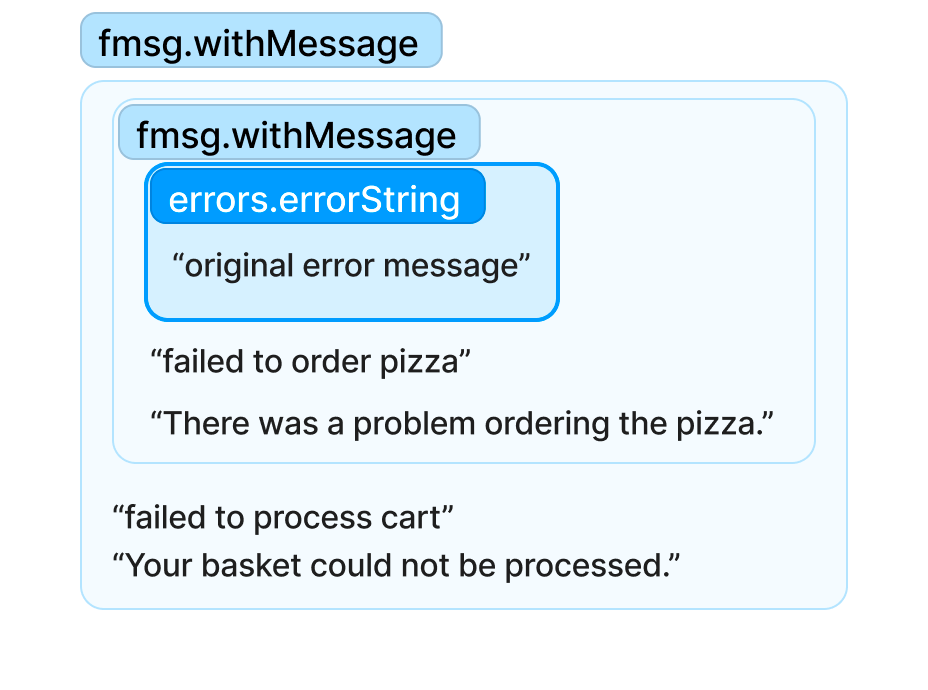 fmsg.withMessage
fmsg.withMessage
errors.errorString
“original error message”
“failed to order pizza”
“There was a problem ordering the pizza.”
“failed to process cart”
“Your basket could not be processed.”